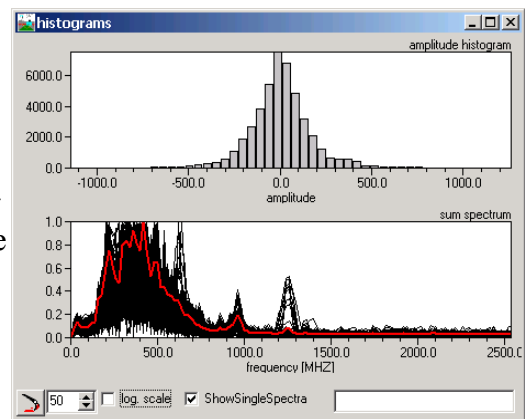 histograms
amplitude histogram
6000.0
4000.0
2000.0
0.0
-1000.0 -500.0 0.0 500.0 1000.0
amplitude
sum spectrum
1.0
0.8
0.6
0.4
0.2
0.0
0.0 500.0 1000.0 1500.0 2000.0 2500.0
frequency [MHZ]
50 log. scale ShowSingleSpectra
e